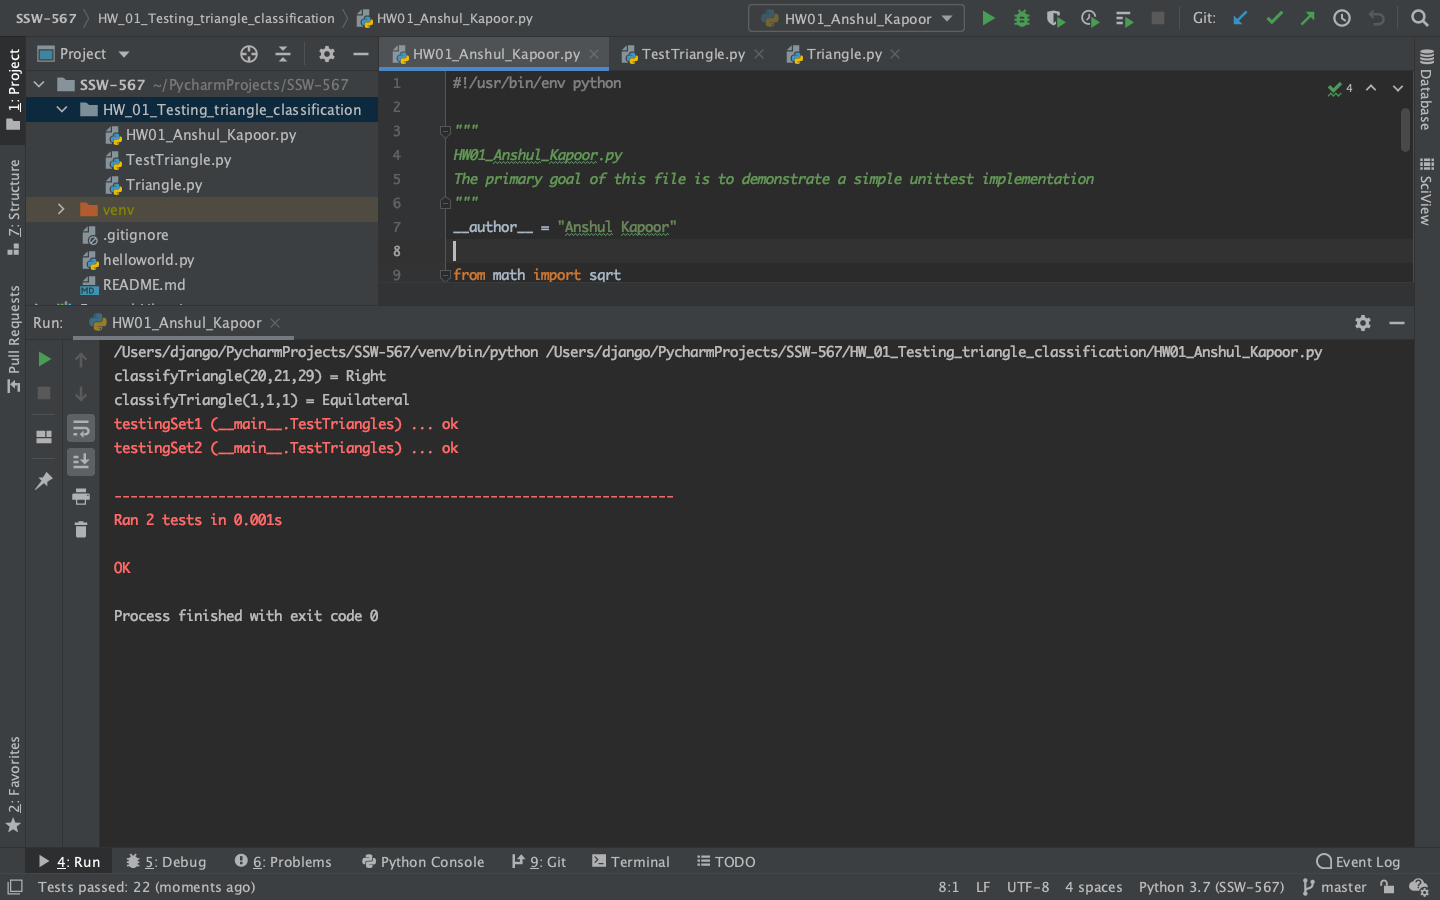 SSW-567 HW_01_Testing_triangle_classification HW01_Anshul_Kapoor.py HW01_Anshul_Kapoor Git:
1: Project
Z: Structure
Pull Requests
2: Favorites
Project
SSW-567 ~/PycharmProjects/SSW-567
HW_01_Testing_triangle_classification
HW01_Anshul_Kapoor.py
TestTriangle.py
Triangle.py
venv
.gitignore
helloworld.py
MD README.md
HW01_Anshul_Kapoor.py TestTriangle.py Triangle.py
1 #!/usr/bin/env python
4
2
3 """
4 HW01_Anshul_Kapoor.py
5 The primary goal of this file is to demonstrate a simple unittest implementation
6 """
7 __author__ = "Anshul Kapoor"
8
9 from math import sqrt
Database
SciView
Run: HW01_Anshul_Kapoor
/Users/django/PycharmProjects/SSW-567/venv/bin/python /Users/django/PycharmProjects/SSW-567/HW_01_Testing_triangle_classification/HW01_Anshul_Kapoor.py
classifyTriangle(20,21,29) = Right
classifyTriangle(1,1,1) = Equilateral
testingSet1 (__main__.TestTriangles) ... ok
testingSet2 (__main__.TestTriangles) ... ok
----------------------------------------------------------------------
Ran 2 tests in 0.001s
OK
Process finished with exit code 0
4: Run 5: Debug 6: Problems Python Console 9: Git Terminal TODO Event Log
Tests passed: 22 (moments ago) 8:1 LF UTF-8 4 spaces Python 3.7 (SSW-567) master